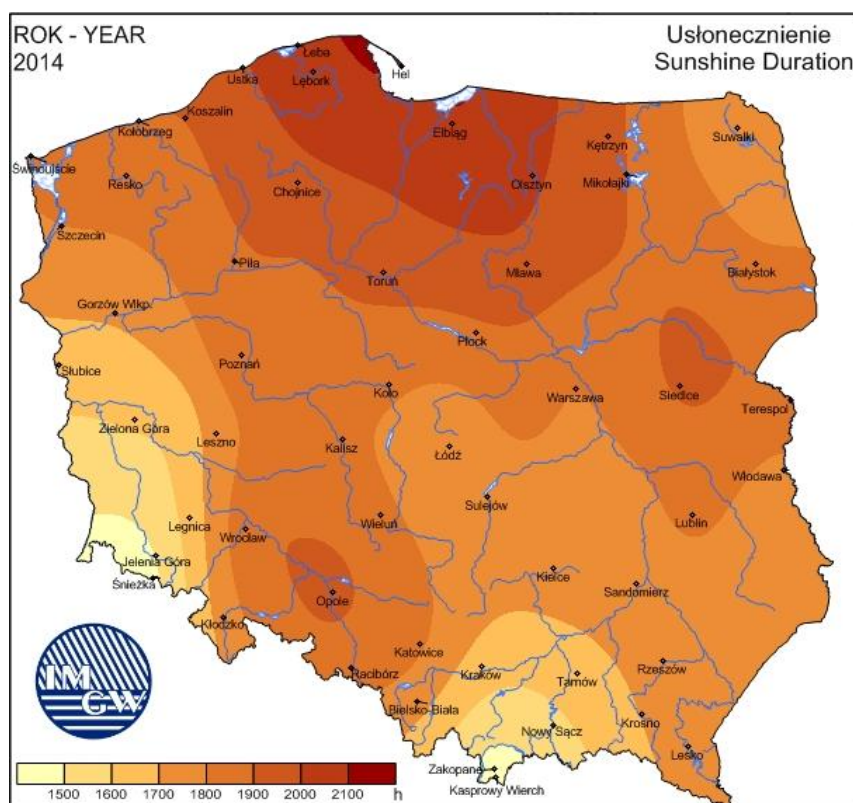 ROK - YEAR
2014
Usłonecznienie
Sunshine Duration
Łeba
Hel
Ustka
Lębork
Koszalin
Kołobrzeg
Elbląg
Kętrzyn
Suwałki
Świnoujście
Resko
Chojnice
Olsztyn
Mikołajki
Szczecin
Piła
Toruń
Mława
Białystok
Gorzów Wlkp.
Płock
Poznań
Słubice
Koło
Warszawa
Siedlce
Terespol
Zielona Góra
Leszno
Kalisz
Łódź
Włodawa
Sulejów
Legnica
Wrocław
Wieluń
Lublin
Jelenia Góra
Śnieżka
Kielce
Sandomierz
Opole
Kłodzko
Katowice
Racibórz
Kraków
Tarnów
Rzeszów
Bielsko-Biała
Nowy Sącz
Krosno
Lesko
Zakopane
Kasprowy Wierch
IM
GW
1500 1600 1700 1800 1900 2000 2100 h